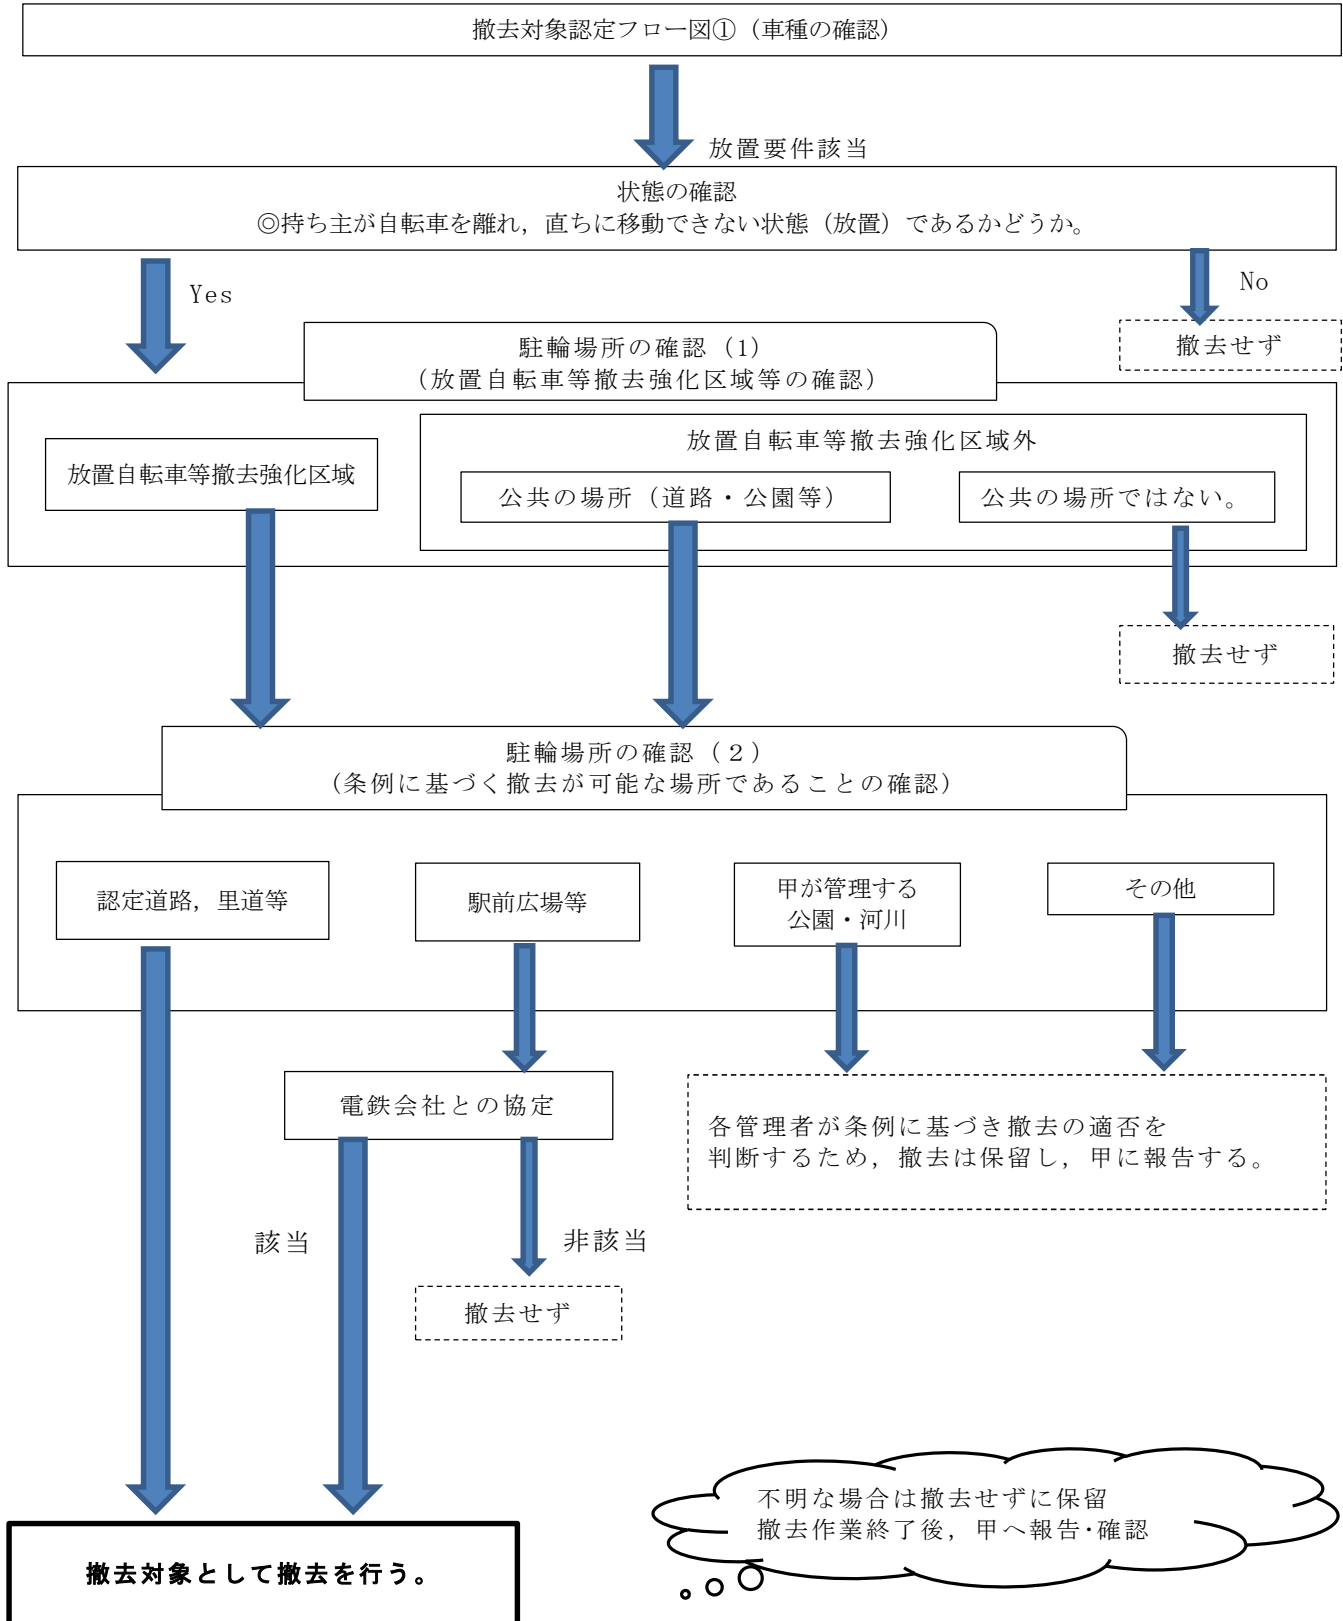 撤去対象認定フロー図①（車種の確認）
放置要件該当
状態の確認
◎持ち主が自転車を離れ，直ちに移動できない状態（放置）であるかどうか。
Yes
No
撤去せず
駐輪場所の確認（1）
（放置自転車等撤去強化区域等の確認）
放置自転車等撤去強化区域
放置自転車等撤去強化区域外
公共の場所（道路・公園等）
公共の場所ではない。
撤去せず
駐輪場所の確認（２）
（条例に基づく撤去が可能な場所であることの確認）
認定道路，里道等
駅前広場等
甲が管理する
公園・河川
その他
電鉄会社との協定
各管理者が条例に基づき撤去の適否を
判断するため，撤去は保留し，甲に報告する。
該当
非該当
撤去せず
不明な場合は撤去せずに保留
撤去作業終了後，甲へ報告・確認
撤去対象として撤去を行う。